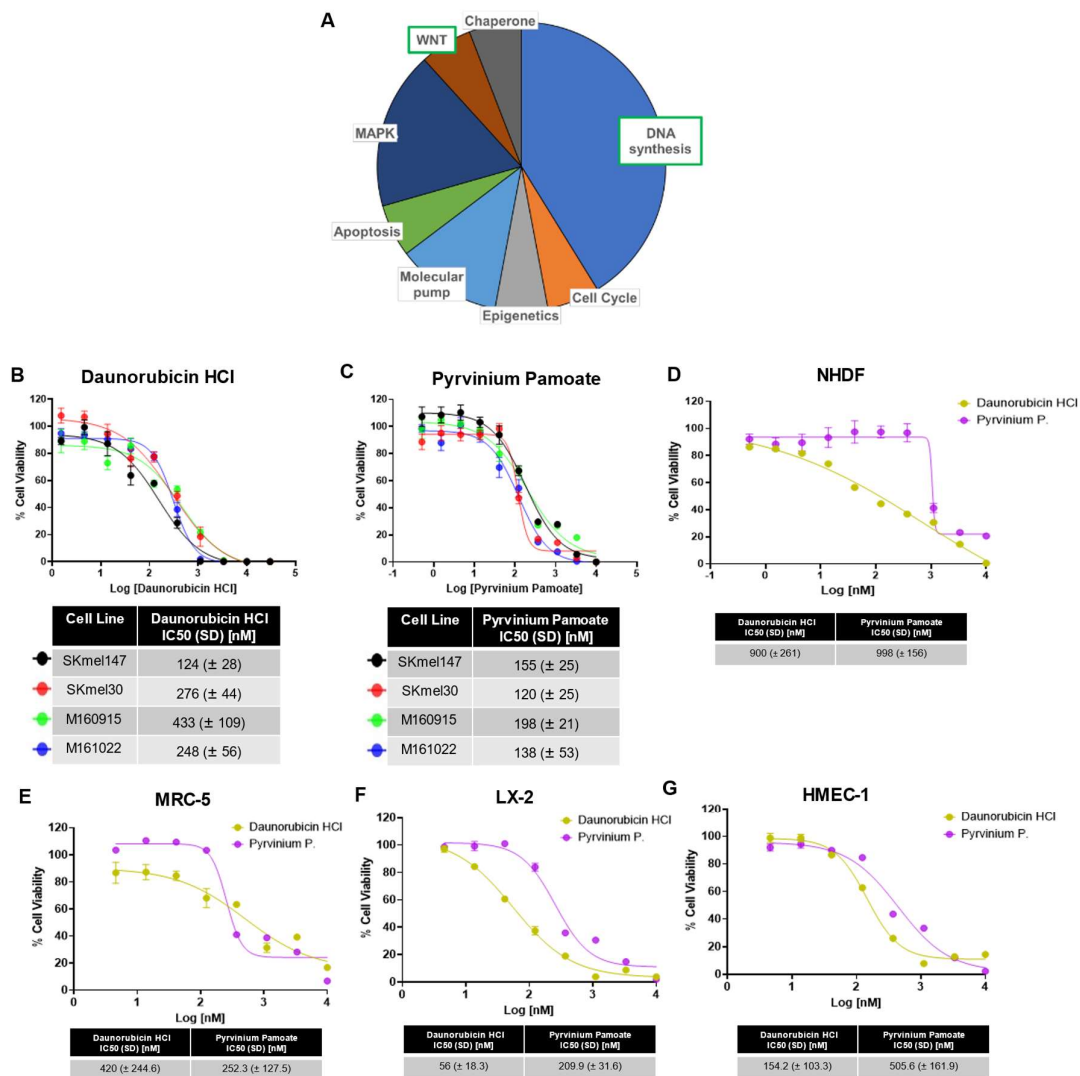 A
Chaperone
WNT
DNA
synthesis
MAPK
Apoptosis
Molecular
pump
Cell Cycle
Epigenetics
B
Daunorubicin HCl
% Cell Viability
120
100
80
60
40
20
0
0 1 2 3 4 5
Log [Daunorubicin HCl]
Cell Line
Daunorubicin HCl
IC50 (SD) [nM]
SKmel147 124 (± 28)
SKmel30 276 (± 44)
M160915 433 (± 109)
M161022 248 (± 56)
C
Pyrvinium Pamoate
% Cell Viability
120
100
80
60
40
20
0
-1 0 1 2 3 4 5
Log [Pyrvinium Pamoate]
Cell Line
Pyrvinium Pamoate
IC50 (SD) [nM]
SKmel147 155 (± 25)
SKmel30 120 (± 25)
M160915 198 (± 21)
M161022 138 (± 53)
D
NHDF
Daunorubicin HCl
Pyrvinium P.
% Cell Viability
120
100
80
60
40
20
0
-1 0 1 2 3 4
Log [nM]
Daunorubicin HCl
IC50 (SD) [nM]
Pyrvinium Pamoate
IC50 (SD) [nM]
900 (± 261) 998 (± 156)
E
MRC-5
Daunorubicin HCl
Pyrvinium P.
% Cell Viability
120
100
80
60
40
20
0
0 1 2 3 4
Log [nM]
Daunorubicin HCl
IC50 (SD) [nM]
Pyrvinium Pamoate
IC50 (SD) [nM]
420 (± 244.6) 252.3 (± 127.5)
F
LX-2
Daunorubicin HCl
Pyrvinium P.
% Cell Viability
120
100
80
60
40
20
0
0 1 2 3 4
Log [nM]
Daunorubicin HCl
IC50 (SD) [nM]
Pyrvinium Pamoate
IC50 (SD) [nM]
56 (± 18.3) 209.9 (± 31.6)
G
HMEC-1
Daunorubicin HCl
Pyrvinium P.
% Cell Viability
120
100
80
60
40
20
0
0 1 2 3 4
Log [nM]
Daunorubicin HCl
IC50 (SD) [nM]
Pyrvinium Pamoate
IC50 (SD) [nM]
154.2 (± 103.3) 505.6 (± 161.9)